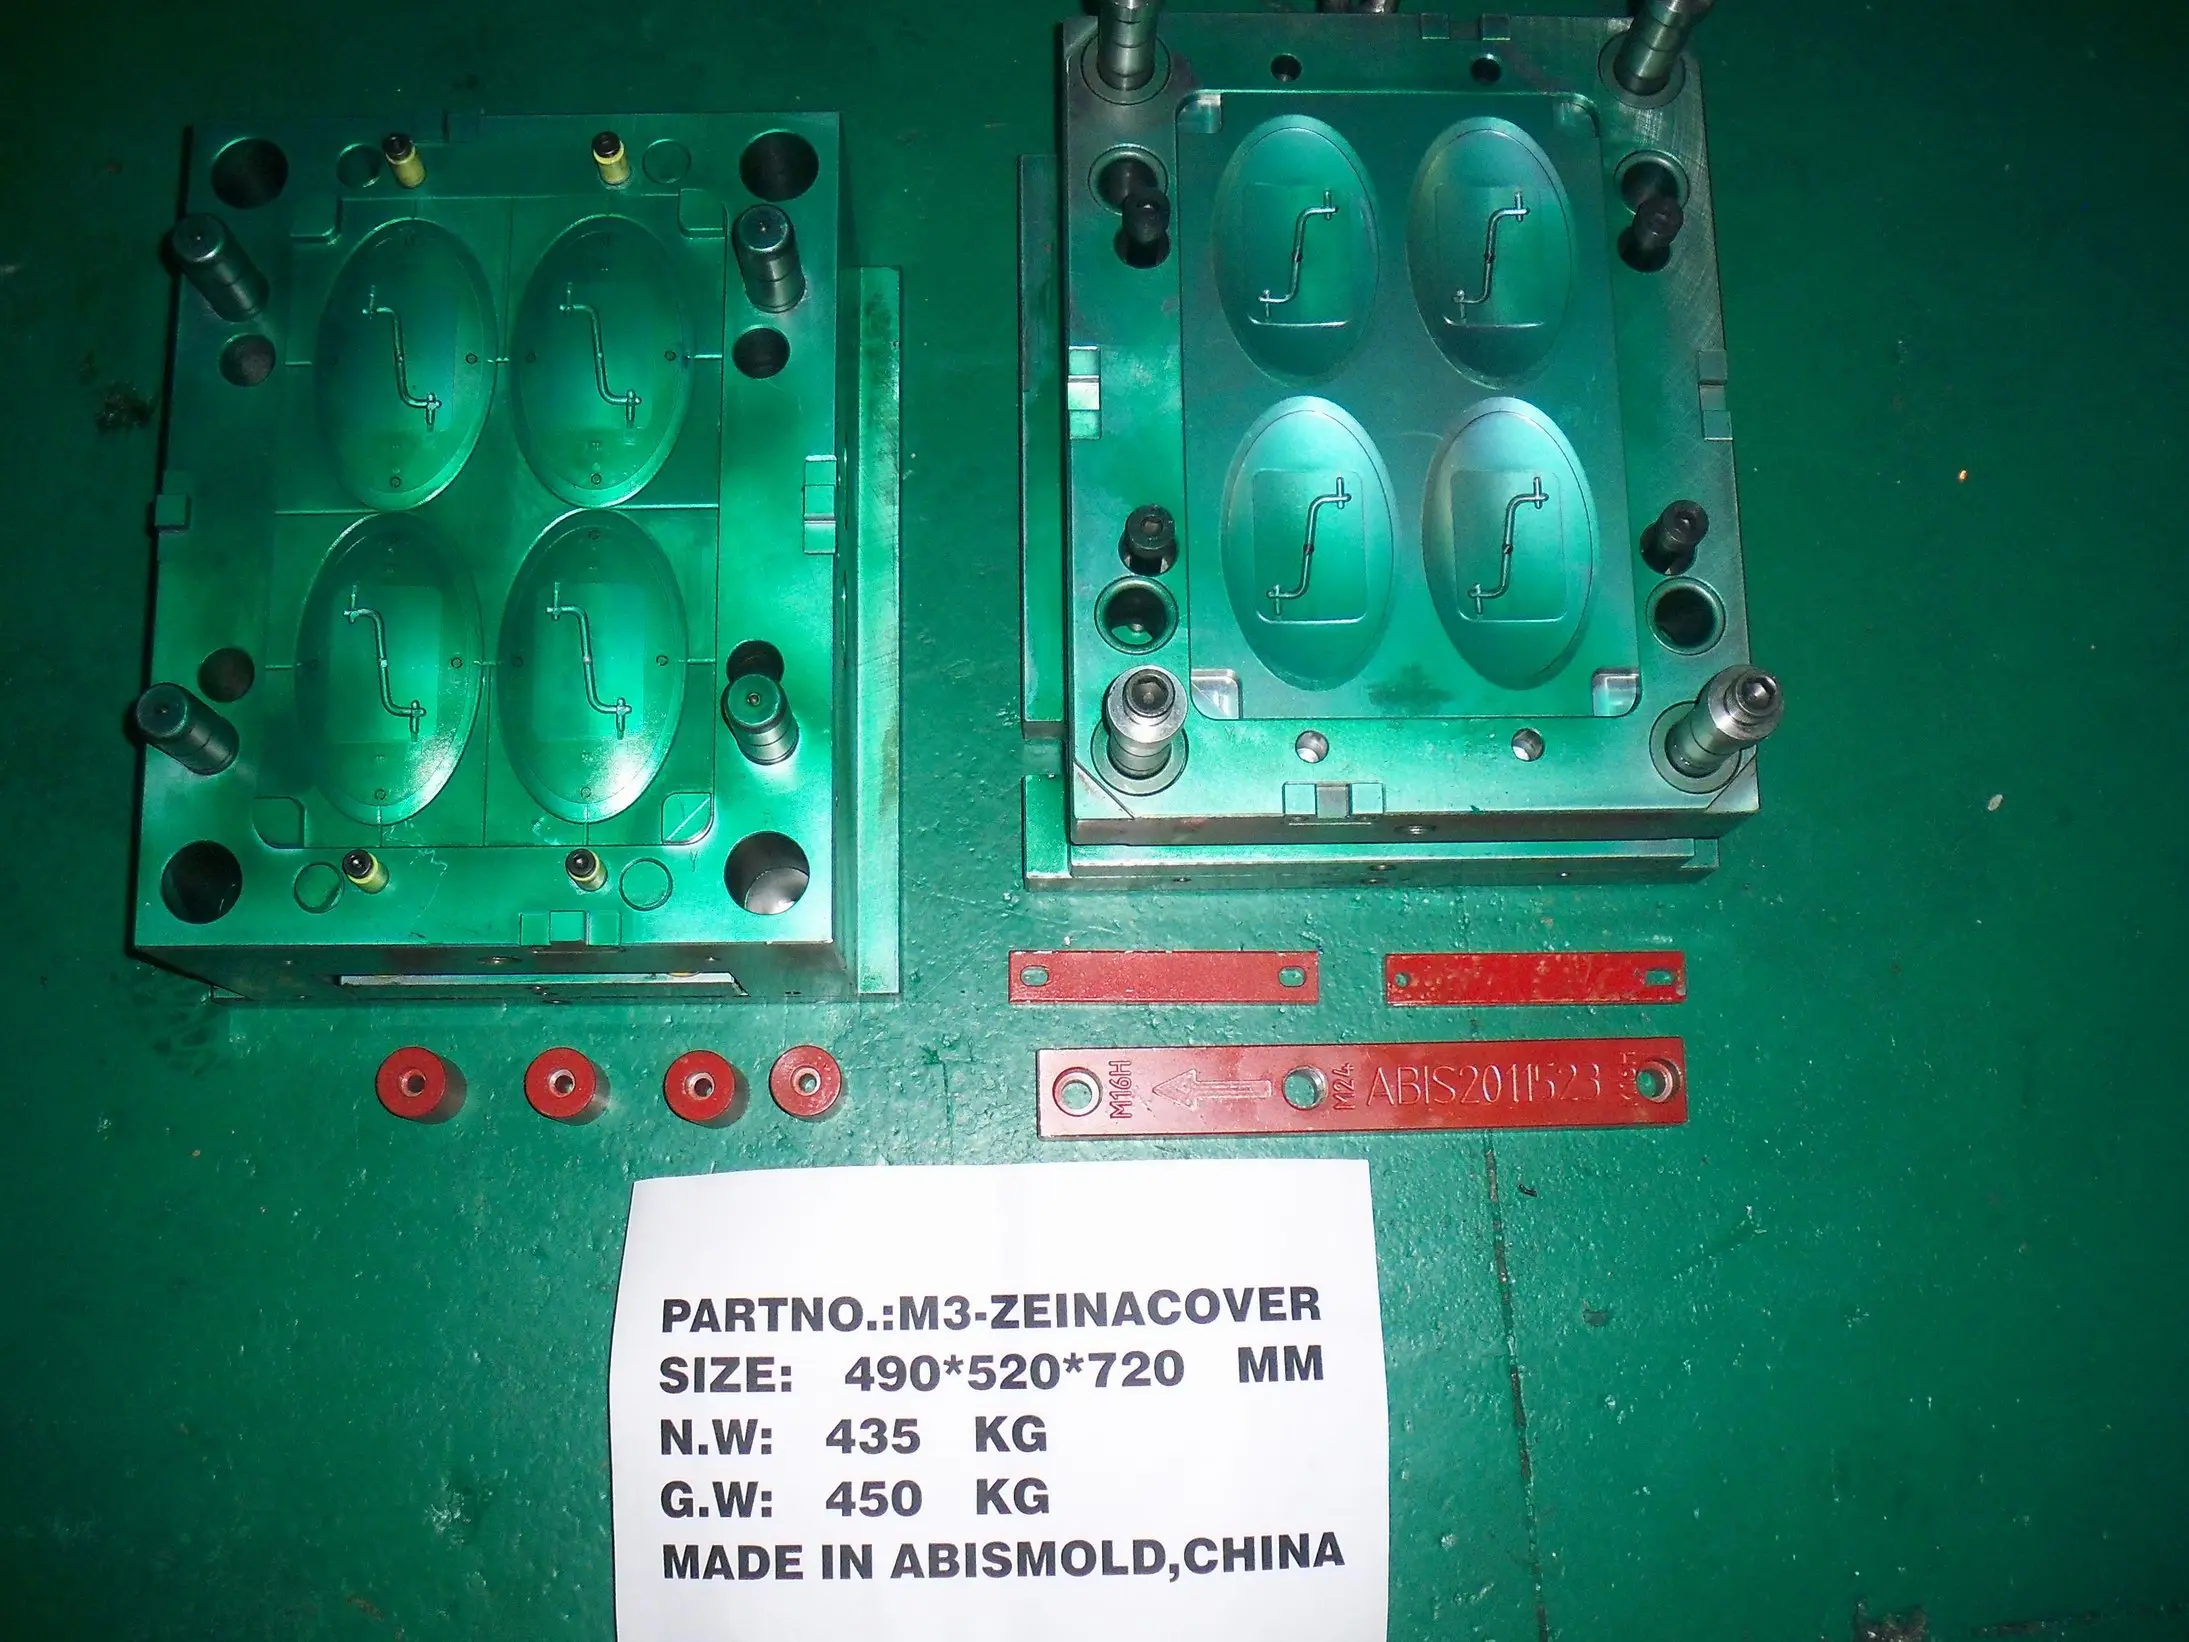 M16H M24 ABIS2011523
PARTNO.:M3-ZEINACOVER
SIZE: 490*520*720 MM
N.W: 435 KG
G.W: 450 KG
MADE IN ABISMOLD,CHINA